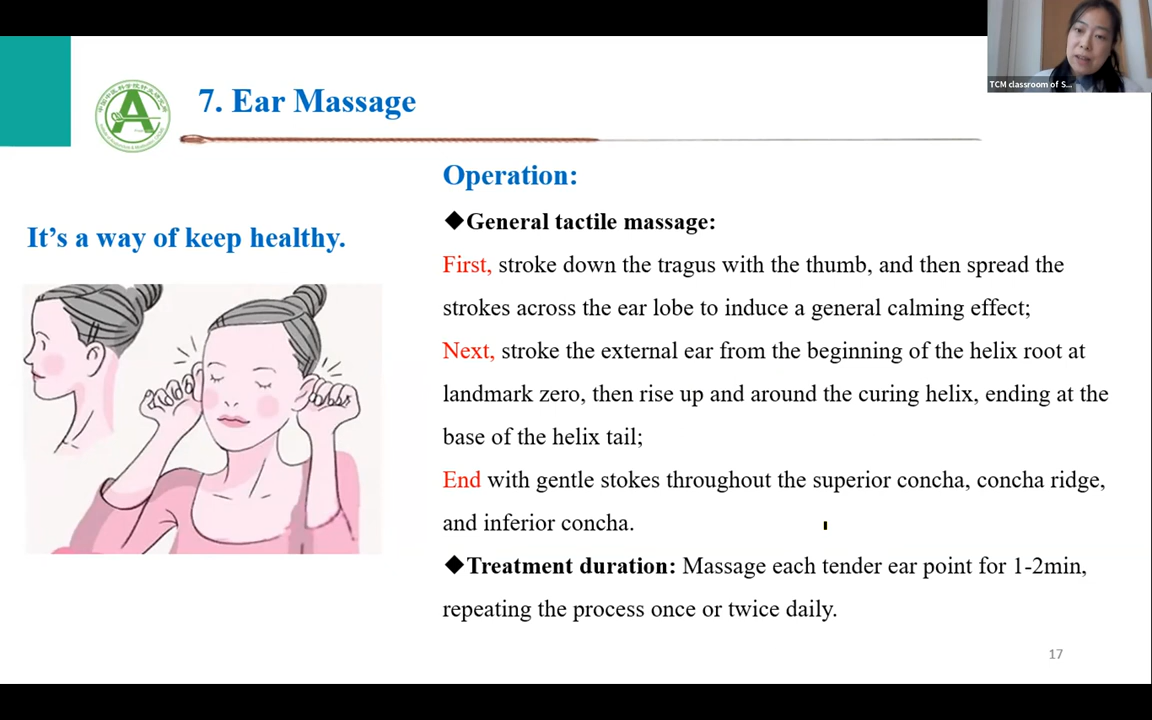 TCM classroom of S...
7. Ear Massage
It’s a way of keep healthy.
Operation:
◆General tactile massage:
First, stroke down the tragus with the thumb, and then spread the
strokes across the ear lobe to induce a general calming effect;
Next, stroke the external ear from the beginning of the helix root at
landmark zero, then rise up and around the curing helix, ending at the
base of the helix tail;
End with gentle stokes throughout the superior concha, concha ridge,
and inferior concha.
◆Treatment duration: Massage each tender ear point for 1-2min,
repeating the process once or twice daily.
17